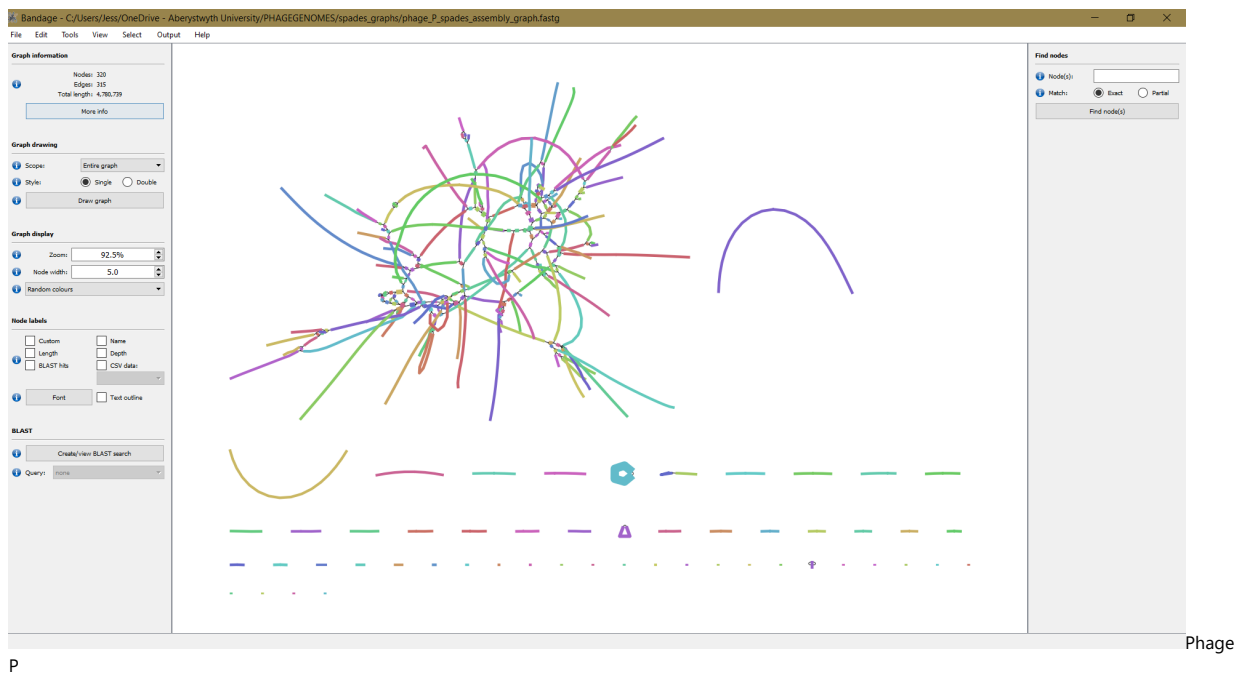 Bandage - C:/Users/Jess/OneDrive - Aberystwyth University/PHAGEGENOMES/spades_graphs/phage_P_spades_assembly_graph.fastg
File Edit Tools View Select Output Help
Graph information
Nodes: 320
Edges: 315
Total length: 4,780,739
More info
Graph drawing
Scope: Entire graph
Style: Single Double
Draw graph
Graph display
Zoom: 92.5%
Node width: 5.0
Random colours
Node labels
Custom Name
Length Depth
BLAST hits CSV data:
Font Text outline
BLAST
Create/view BLAST search
Query: none
Find nodes
Node(s):
Match: Exact Partial
Find node(s)
Phage
P